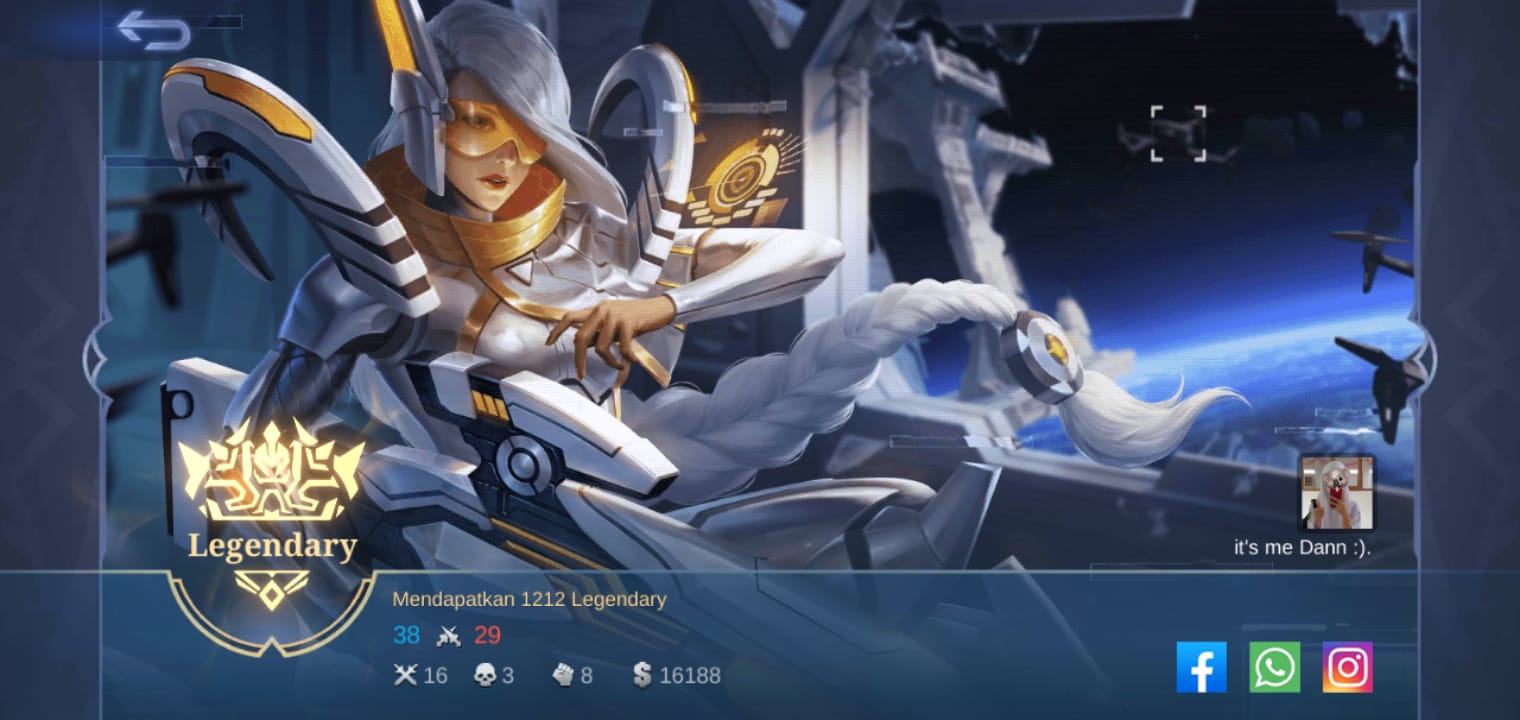 it's me Dann :).
Legendary
Mendapatkan 1212 Legendary
38 29
16 3 8 16188